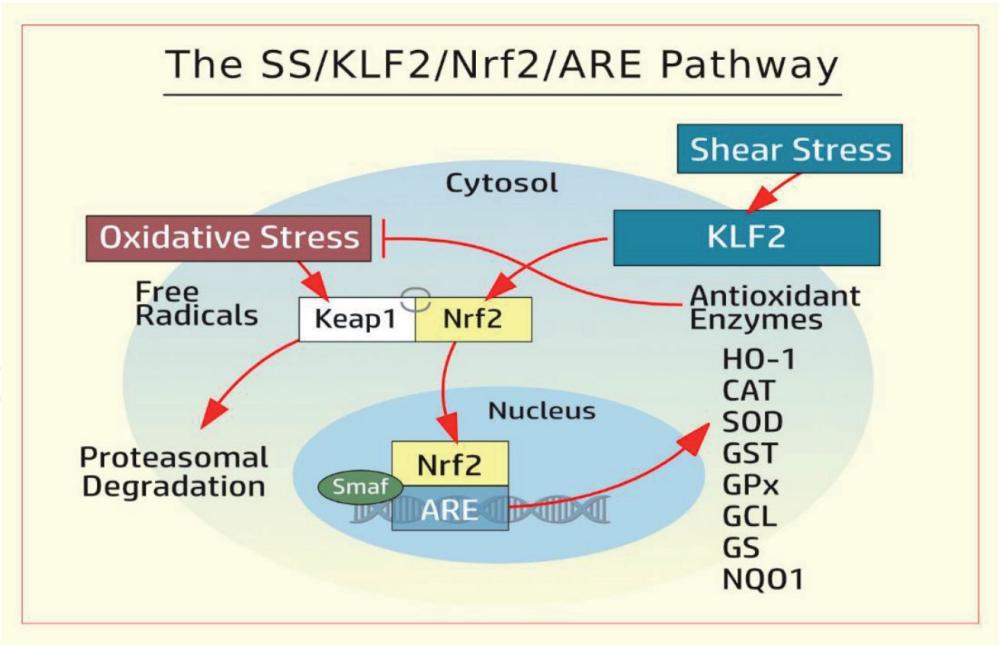 The SS/KLF2/Nrf2/ARE Pathway
Shear Stress
Cytosol
Oxidative Stress
KLF2
Free
Radicals
Keap1
Nrf2
Antioxidant
Enzymes
HO-1
CAT
SOD
GST
GPx
GCL
GS
NQO1
Nucleus
Proteasomal
Degradation
Nrf2
Smaf
ARE